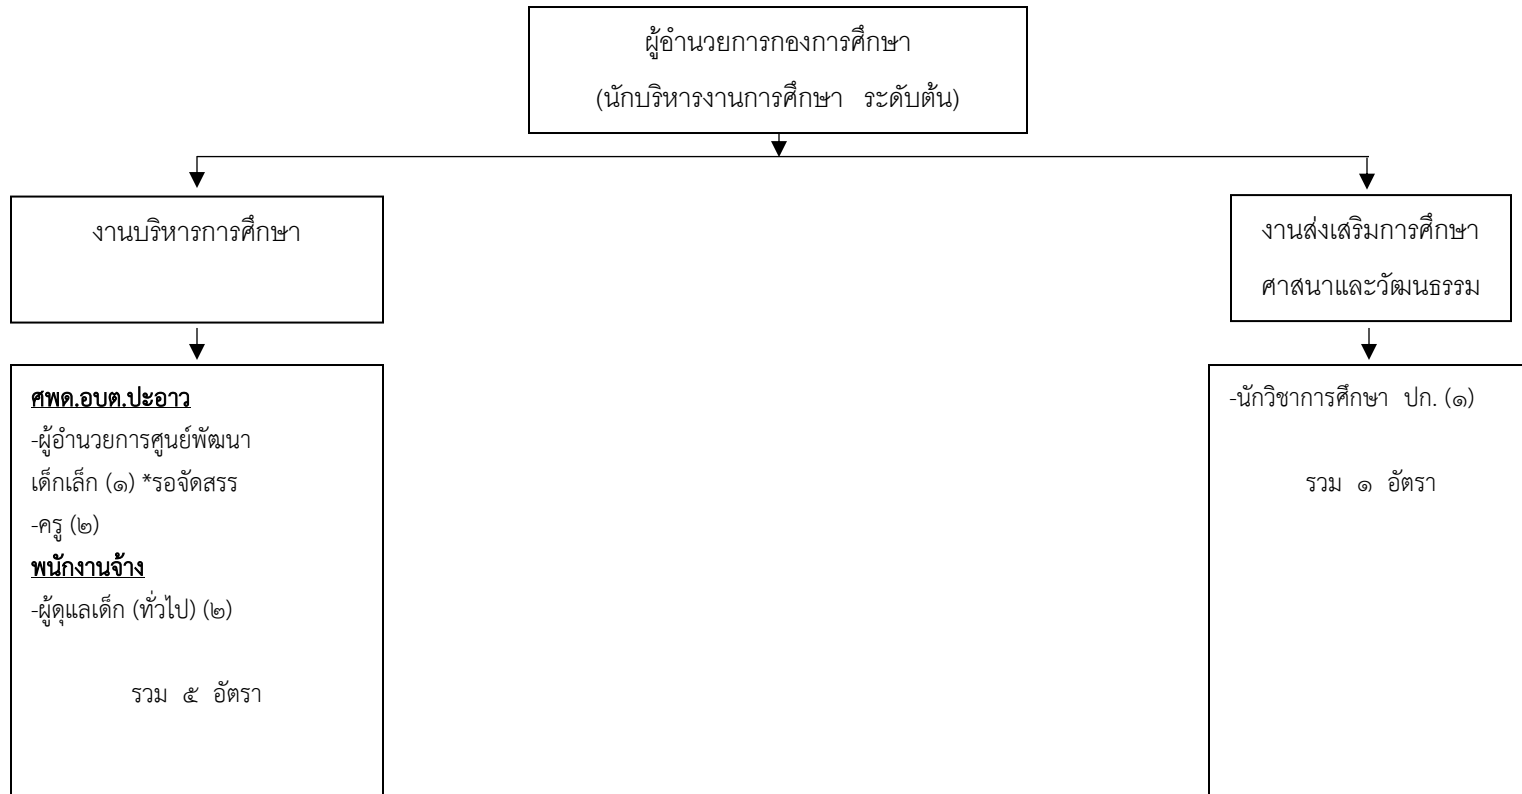 ผู้อำนวยการกองการศึกษา
(นักบริหารงานการศึกษา ระดับต้น)
งานบริหารการศึกษา
งานส่งเสริมการศึกษา
ศาสนาและวัฒนธรรม
ศพด.อบต.ปะอาว
-ผู้อำนวยการศูนย์พัฒนา
เด็กเล็ก (๑) *รอจัดสรร
-ครู (๒)
พนักงานจ้าง
-ผู้ดุแลเด็ก (ทั่วไป) (๒)
รวม ๕ อัตรา
-นักวิชาการศึกษา ปก. (๑)
รวม ๑ อัตรา